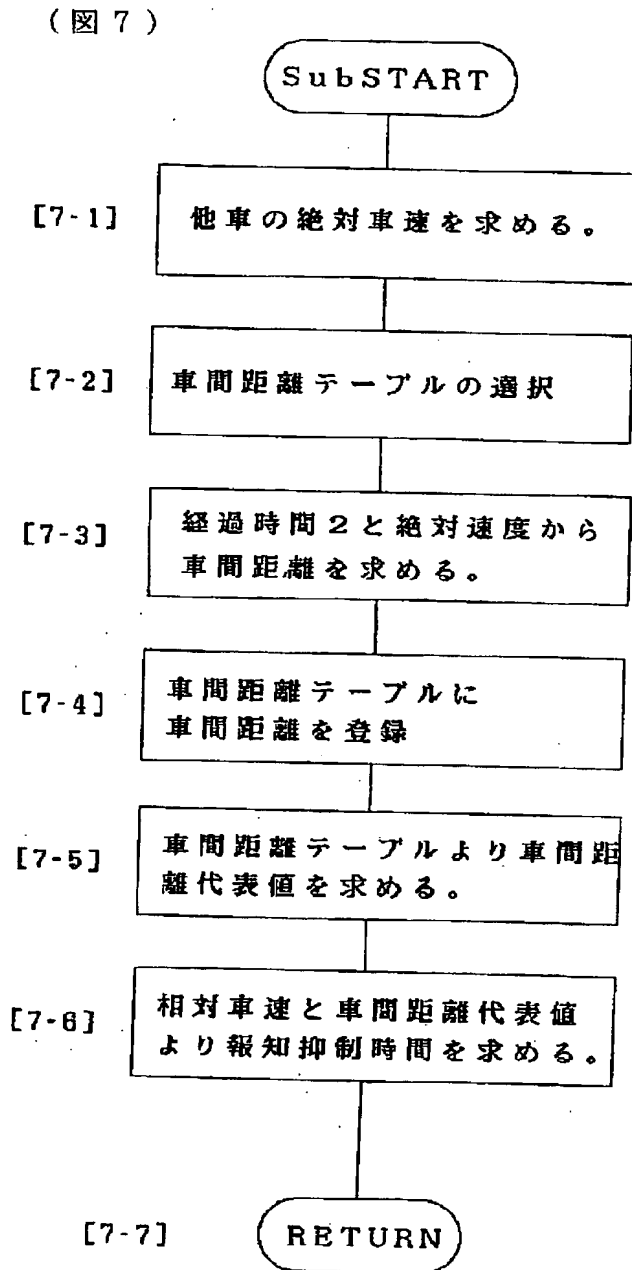 (図7)
SubSTART
[7-1] 他車の絶対車速を求める。
[7-2] 車間距離テーブルの選択
[7-3] 経過時間2と絶対速度から
車間距離を求める。
[7-4] 車間距離テーブルに
車間距離を登録
[7-5] 車間距離テーブルより車間距
離代表値を求める。
[7-6] 相対車速と車間距離代表値
より報知抑制時間を求める。
[7-7] RETURN